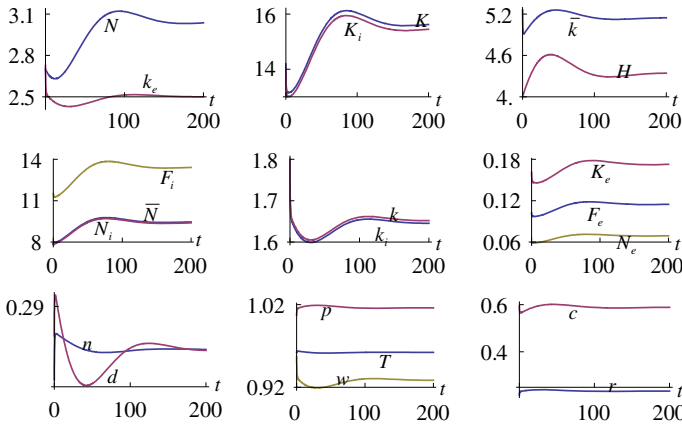 3.1 N
2.8
k_e
2.5
100 200 t
16 K_i K
13
0 100 200 t
5.2 k̅
4.6 H
4.
0 100 200 t
14 F_i
11 N̅
N_i
8
0 100 200 t
1.8
1.7 k
k_i
1.6
0 100 200 t
0.18 K_e
0.12 F_e
N_e
0.06
0 100 200 t
0.29
n
d
0 100 200 t
1.02 p
T
w
0.92
0 100 200 t
0.6 c
0.4
r
0 100 200 t